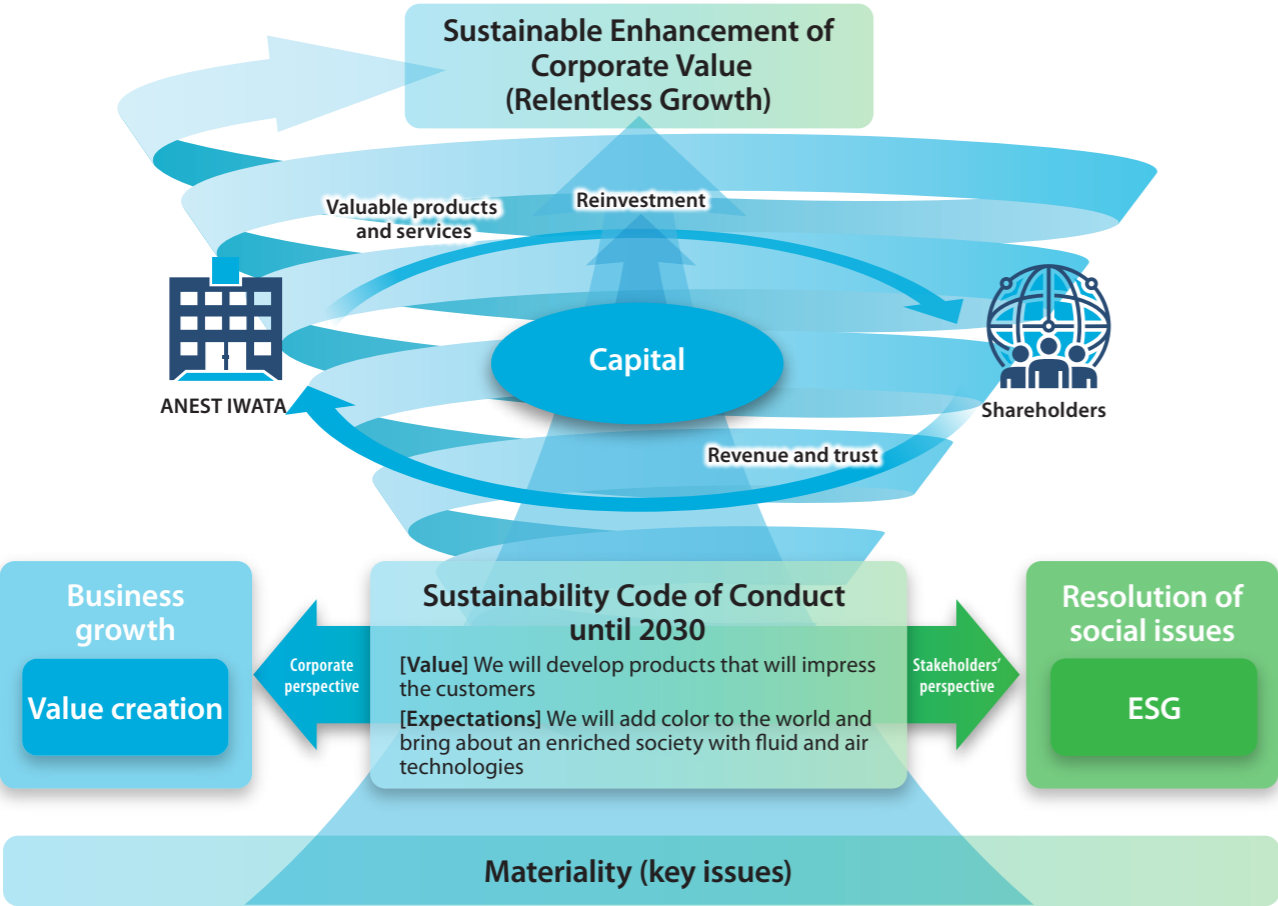 Sustainable Enhancement of
Corporate Value
(Relentless Growth)
Valuable products
and services
Reinvestment
Capital
ANEST IWATA
Shareholders
Revenue and trust
Business
growth
Value creation
Corporate
perspective
Sustainability Code of Conduct
until 2030
[Value] We will develop products that will impress
the customers
[Expectations] We will add color to the world and
bring about an enriched society with fluid and air
technologies
Stakeholders’
perspective
Resolution of
social issues
ESG
Materiality (key issues)